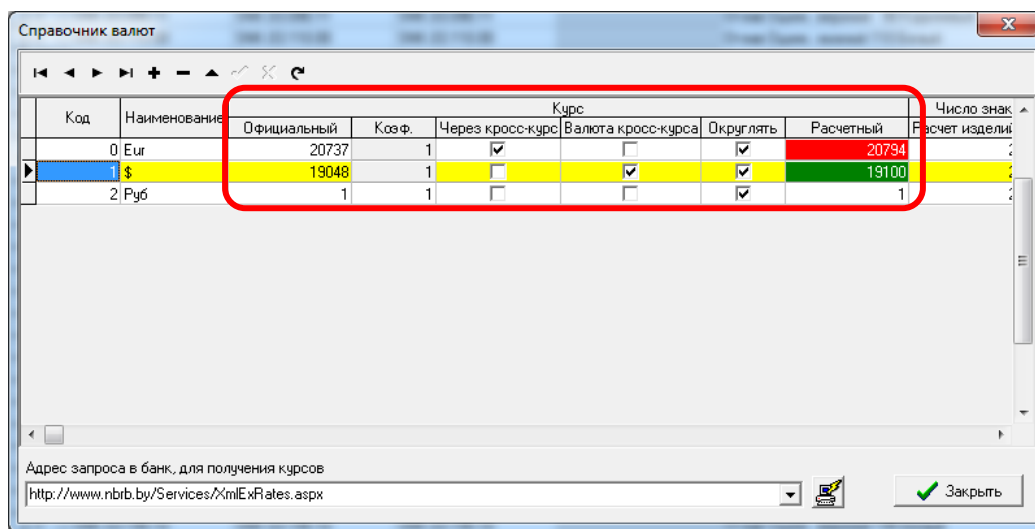 Справочник валют
Курс
Число знак
Код Наименование Официальный Коэф. Через кросс-курс Валюта кросс-курса Округлять Расчетный Расчет изделий
0 Eur 20737 1 20794
1 $ 19048 1 19100
2 Руб 1 1 1
Адрес запроса в банк, для получения курсов
http://www.nbrb.by/Services/XmlExRates.aspx
Закрыть